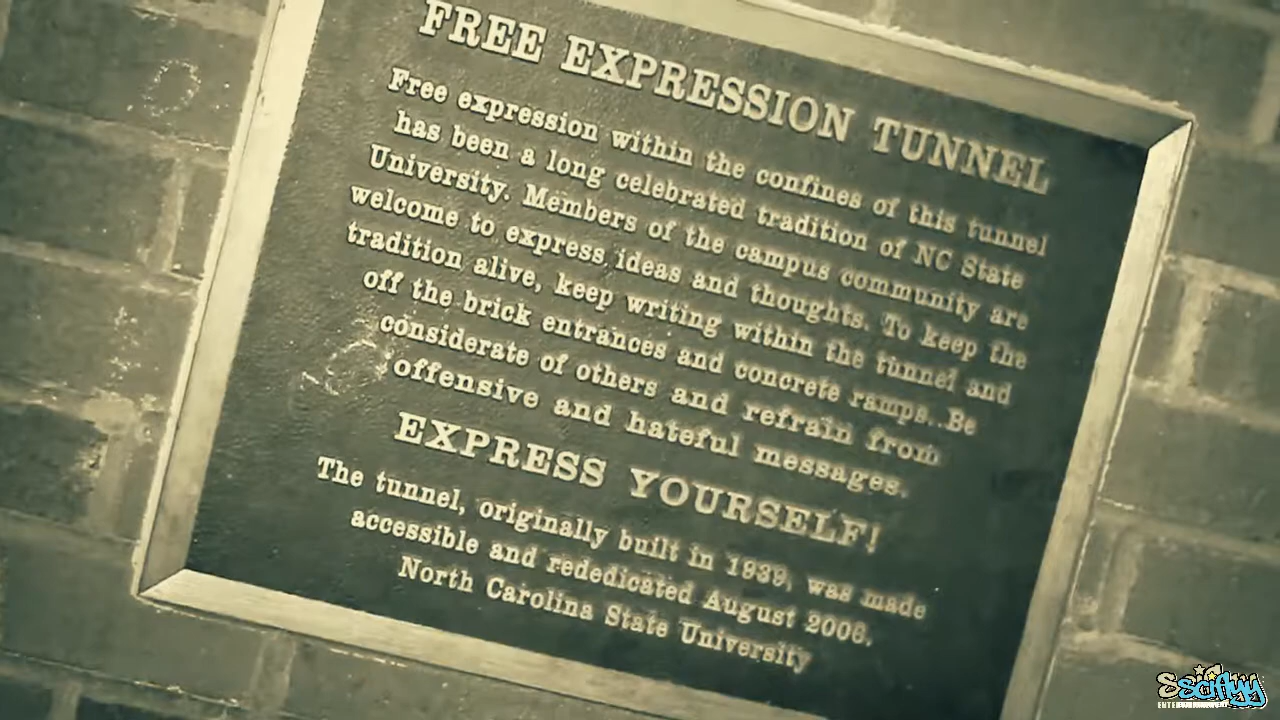 FREE EXPRESSION TUNNEL
Free expression within the confines of this tunnel
has been a long celebrated tradition of NC State
University. Members of the campus community are
welcome to express ideas and thoughts. To keep the
tradition alive, keep writing within the tunnel and
off the brick entrances and concrete ramps. Be
considerate of others and refrain from
offensive and hateful messages.
EXPRESS YOURSELF!
The tunnel, originally built in 1939, was made
accessible and rededicated August 2006.
North Carolina State University